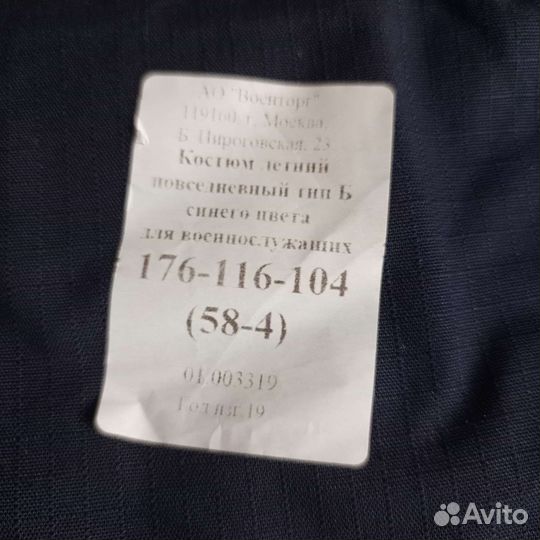 АО "Военторг"
119160, г. Москва,
Б. Пироговская, 23
Костюм летний
повседневный тип Б
синего цвета
для военнослужащих
176-116-104
(58-4)
01.003319
19
Avito